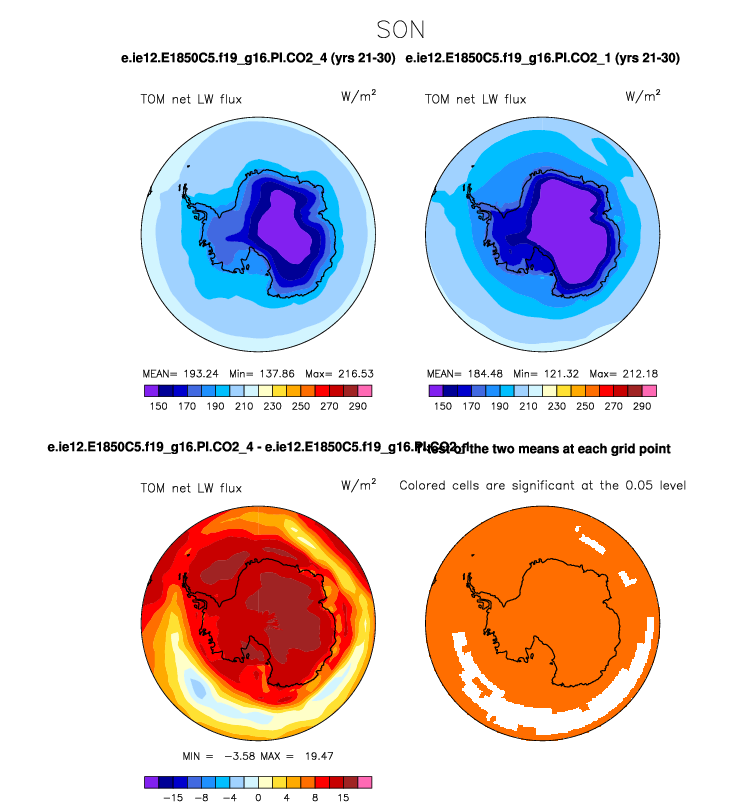 SON
e.ie12.E1850C5.f19_g16.PI.CO2_4 (yrs 21-30) e.ie12.E1850C5.f19_g16.PI.CO2_1 (yrs 21-30)
TOM net LW flux W/m² TOM net LW flux W/m²
MEAN= 193.24 Min= 137.86 Max= 216.53 MEAN= 184.48 Min= 121.32 Max= 212.18
150 170 190 210 230 250 270 290 150 170 190 210 230 250 270 290
e.ie12.E1850C5.f19_g16.PI.CO2_4 - e.ie12.E1850C5.f19_g16.PI.CO2_1 T-test of the two means at each grid point
TOM net LW flux W/m² Colored cells are significant at the 0.05 level
MIN = −3.58 MAX = 19.47
−15 −8 −4 0 4 8 15